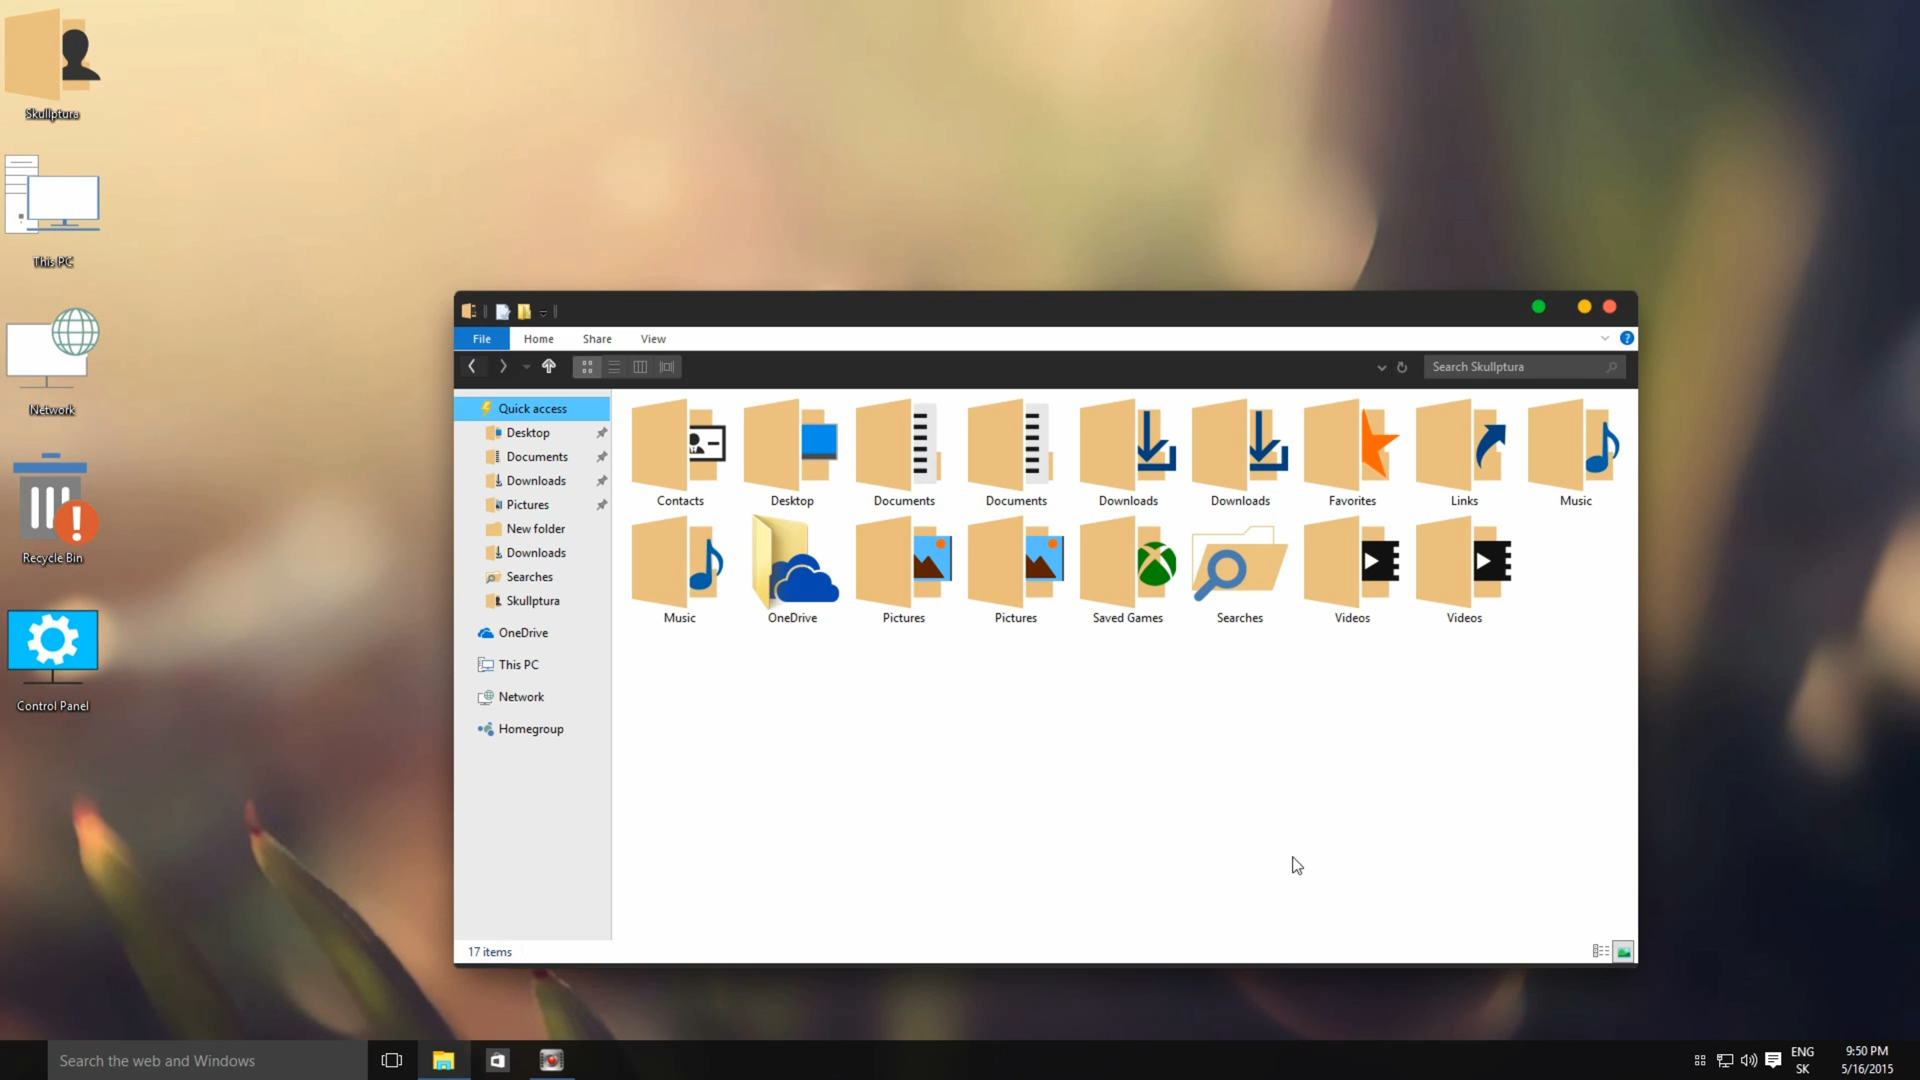 Skullptura
This PC
Network
Recycle Bin
Control Panel
File Home Share View
Search Skullptura
Quick access
Desktop
Documents
Downloads
Pictures
New folder
Downloads
Searches
Skullptura
OneDrive
This PC
Network
Homegroup
Contacts Desktop Documents Documents Downloads Downloads Favorites Links Music
Music OneDrive Pictures Pictures Saved Games Searches Videos Videos
17 items
Search the web and Windows
ENG
SK
9:50 PM
5/16/2015